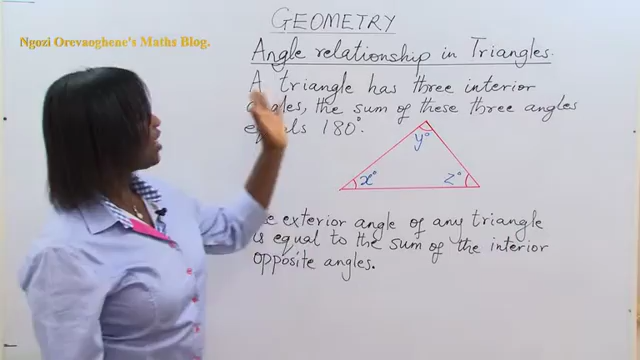 Ngozi Orevaoghene's Maths Blog.
GEOMETRY
Angle relationship in Triangles.
A triangle has three interior
angles, the sum of these three angles
equals 180°.
y°
x° z°
exterior angle of any triangle
is equal to the sum of the interior
opposite angles.